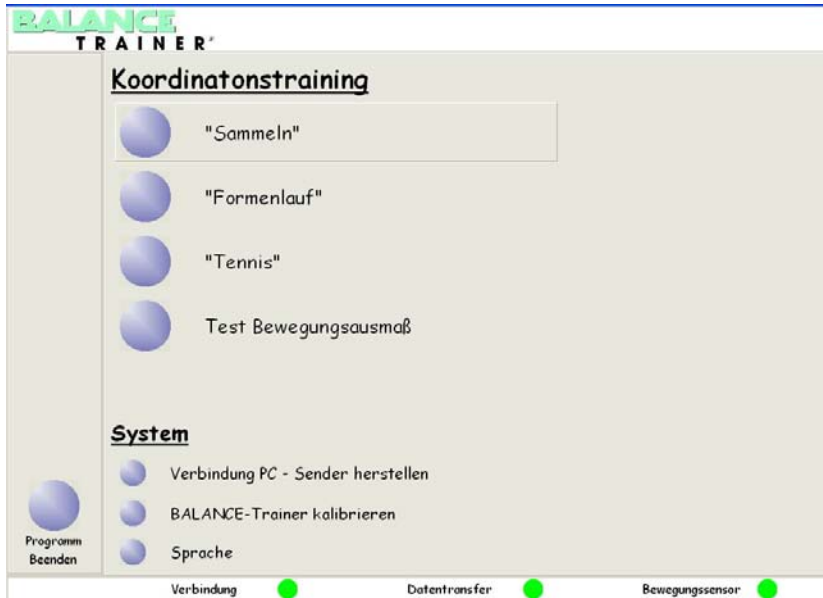 BALANCE
TRAINER
Koordinatonstraining
"Sammeln"
"Formenlauf"
"Tennis"
Test Bewegungsausmaß
System
Verbindung PC - Sender herstellen
BALANCE-Trainer kalibrieren
Sprache
Programm
Beenden
Verbindung
Datentransfer
Bewegungssensor